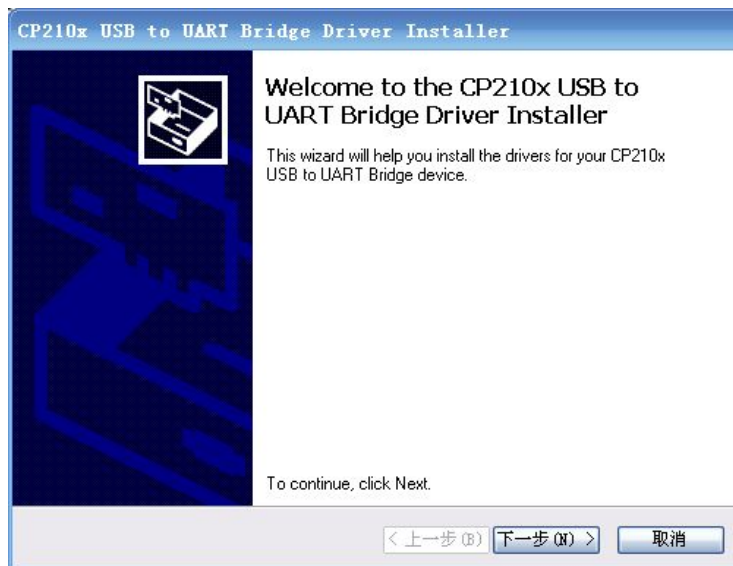 CP210x USB to UART Bridge Driver Installer
Welcome to the CP210x USB to
UART Bridge Driver Installer
This wizard will help you install the drivers for your CP210x
USB to UART Bridge device.
To continue, click Next.
< 上一步(B) 下一步(N) > 取消